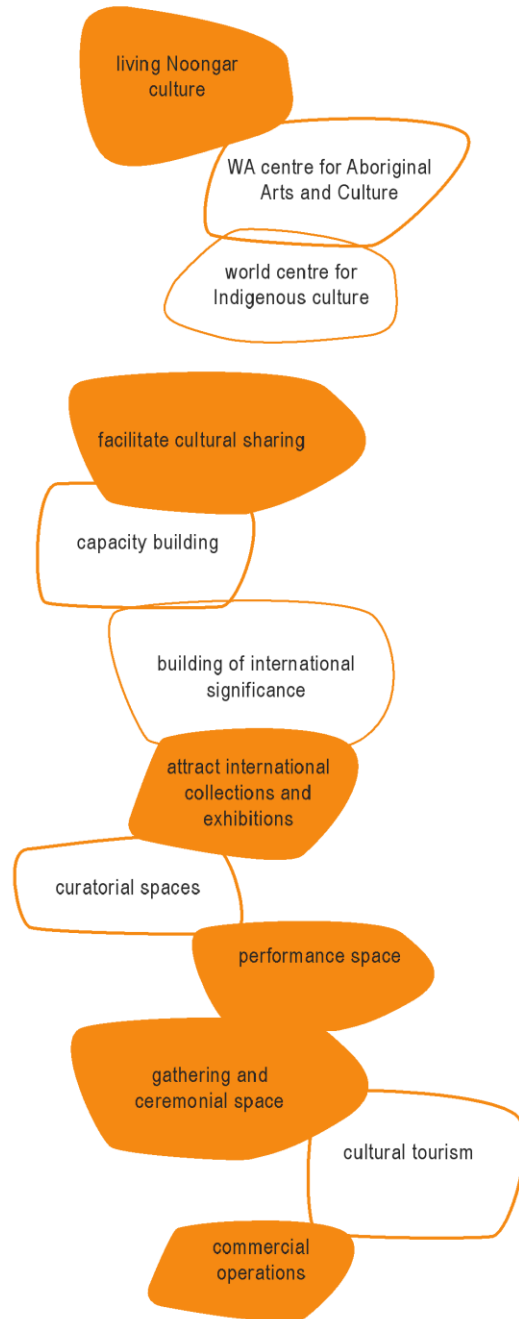 living Noongar
culture
WA centre for Aboriginal
Arts and Culture
world centre for
Indigenous culture
facilitate cultural sharing
capacity building
building of international
significance
attract international
collections and
exhibitions
curatorial spaces
performance space
gathering and
ceremonial space
cultural tourism
commercial
operations